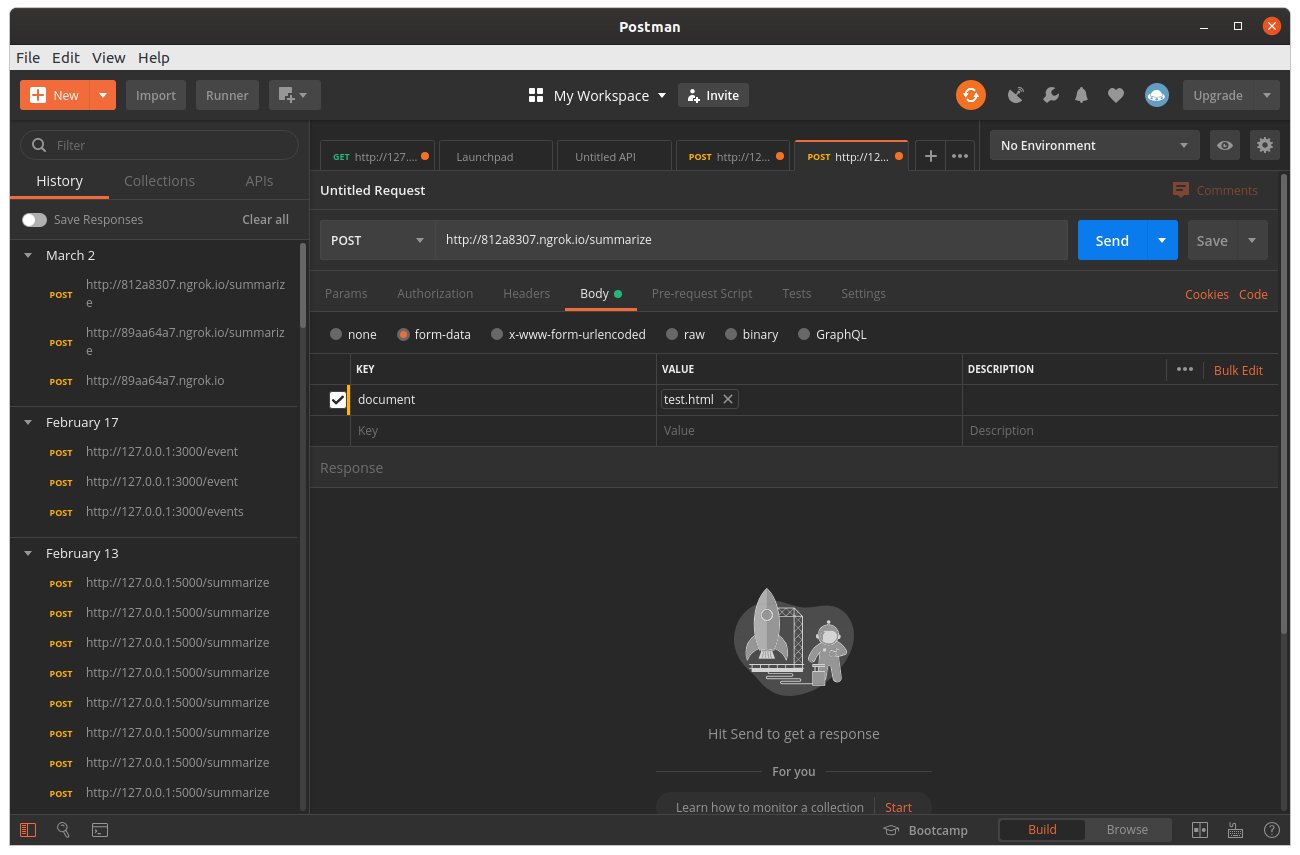 Postman
File Edit View Help
New
Import
Runner
My Workspace
Invite
Upgrade
Filter
History Collections APIs
Save Responses Clear all
March 2
POST http://812a8307.ngrok.io/summariz
e
POST http://89aa64a7.ngrok.io/summariz
e
POST http://89aa64a7.ngrok.io
February 17
POST http://127.0.0.1:3000/event
POST http://127.0.0.1:3000/event
POST http://127.0.0.1:3000/events
February 13
POST http://127.0.0.1:5000/summarize
POST http://127.0.0.1:5000/summarize
POST http://127.0.0.1:5000/summarize
POST http://127.0.0.1:5000/summarize
POST http://127.0.0.1:5000/summarize
POST http://127.0.0.1:5000/summarize
POST http://127.0.0.1:5000/summarize
POST http://127.0.0.1:5000/summarize
GET http://127....
Launchpad
Untitled API
POST http://12...
POST http://12...
No Environment
Untitled Request
Comments
POST
http://812a8307.ngrok.io/summarize
Send
Save
Params Authorization Headers Body Pre-request Script Tests Settings
Cookies Code
none form-data x-www-form-urlencoded raw binary GraphQL
KEY VALUE DESCRIPTION
Bulk Edit
document test.html
Key Value Description
Response
Hit Send to get a response
For you
Learn how to monitor a collection Start
Bootcamp
Build Browse